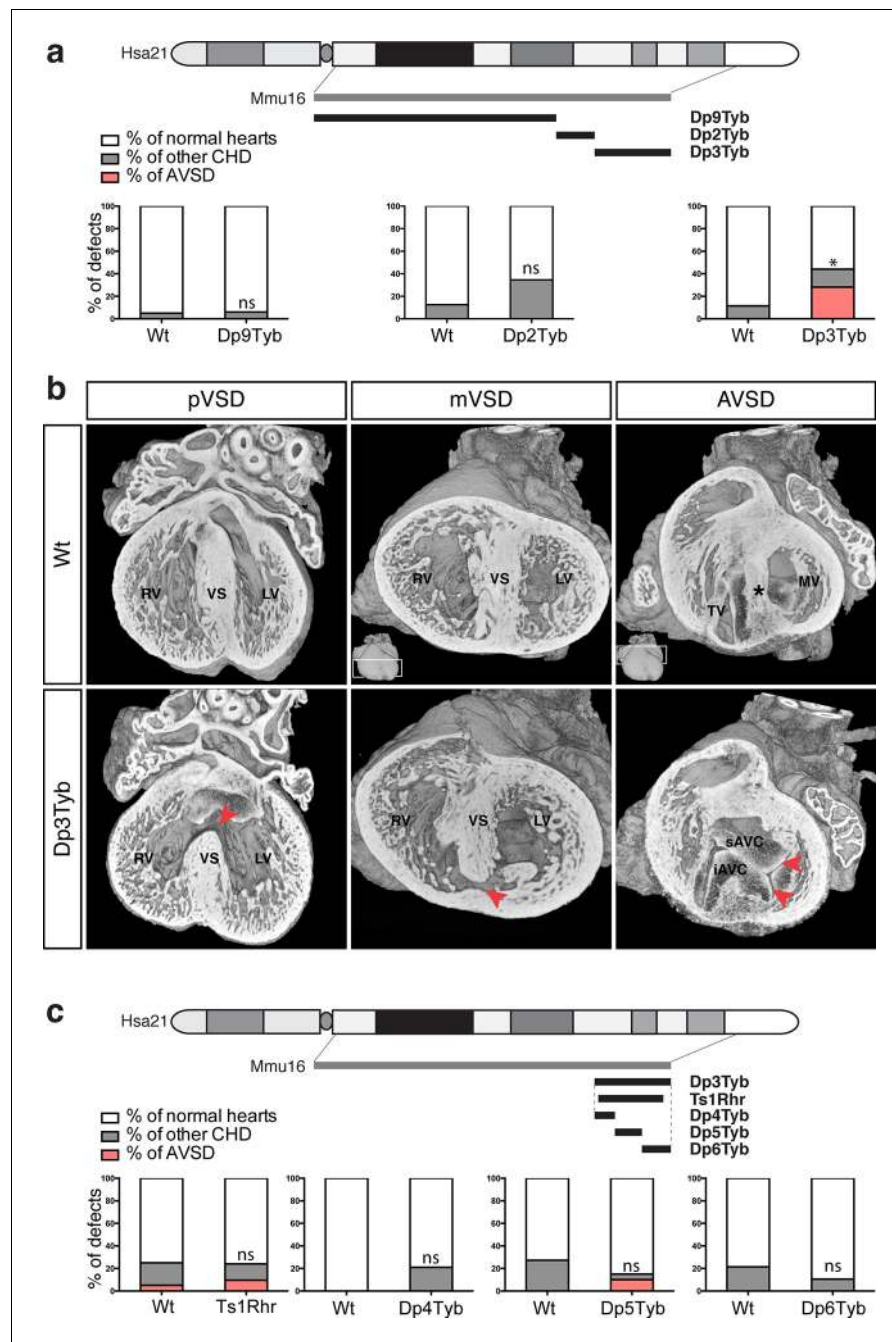 a
Hsa21
Mmu16
Dp9Tyb
Dp2Tyb
Dp3Tyb
% of normal hearts
% of other CHD
% of AVSD
% of defects
100
80
60
40
20
0
ns
Wt Dp9Tyb
100
80
60
40
20
0
ns
Wt Dp2Tyb
100
80
60
40
20
0
*
Wt Dp3Tyb
b
pVSD mVSD AVSD
Wt
RV VS LV
RV VS LV
TV * MV
Dp3Tyb
RV VS LV
RV VS LV
sAVC
iAVC
c
Hsa21
Mmu16
Dp3Tyb
Ts1Rhr
Dp4Tyb
Dp5Tyb
Dp6Tyb
% of normal hearts
% of other CHD
% of AVSD
% of defects
100
80
60
40
20
0
ns
Wt Ts1Rhr
100
80
60
40
20
0
ns
Wt Dp4Tyb
100
80
60
40
20
0
ns
Wt Dp5Tyb
100
80
60
40
20
0
ns
Wt Dp6Tyb